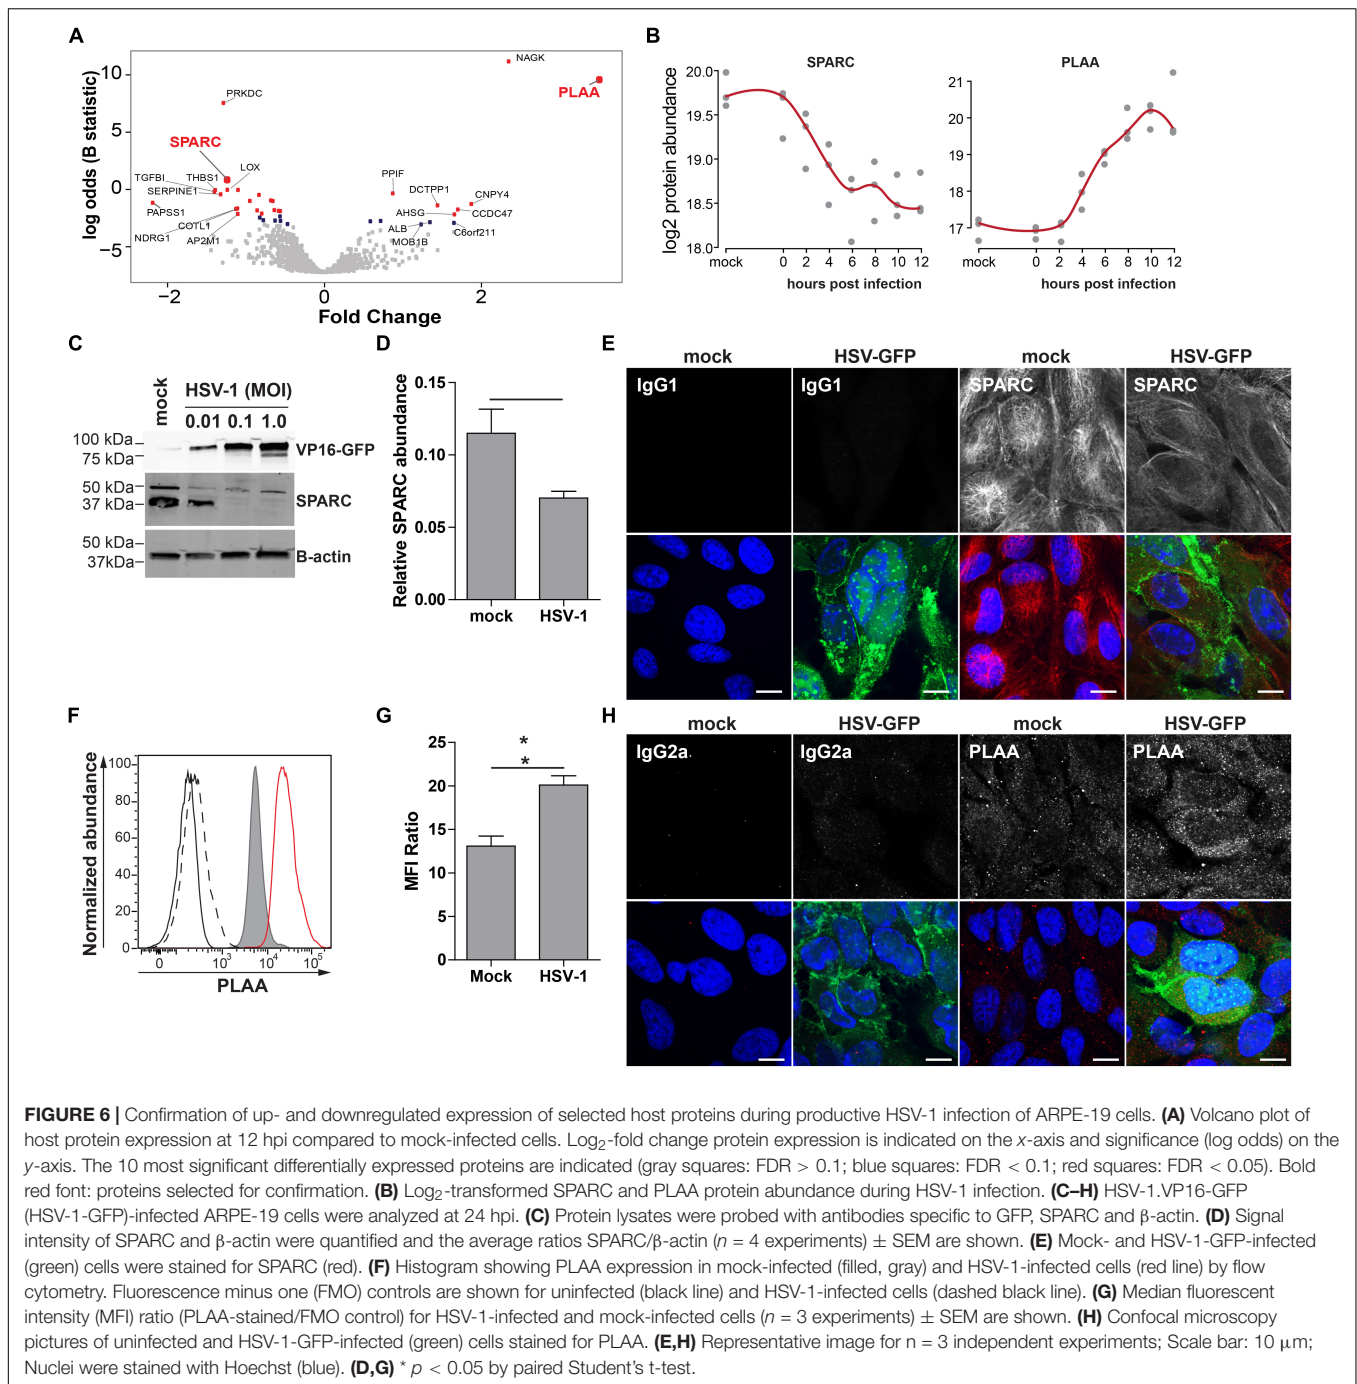 A
log odds (B statistic)
10
5
0
−5
−2
0
2
Fold Change
NAGK
PLAA
PRKDC
SPARC
LOX
TGFBI
THBS1
SERPINE1
PAPSS1
COTL1
NDRG1
AP2M1
PPIF
DCTPP1
CNPY4
AHSG
CCDC47
ALB
C6orf211
MOB1B
B
SPARC
log2 protein abundance
20.0
19.5
19.0
18.5
18.0
mock
0 2 4 6 8 10 12
hours post infection
PLAA
21
20
19
18
17
mock
0 2 4 6 8 10 12
hours post infection
C
mock
HSV-1 (MOI)
0.01 0.1 1.0
100 kDa
75 kDa
VP16-GFP
50 kDa
37 kDa
SPARC
50 kDa
37kDa
B-actin
D
Relative SPARC abundance
0.15
0.10
0.05
0.00
mock HSV-1
E
mock HSV-GFP mock HSV-GFP
IgG1 IgG1 SPARC SPARC
F
Normalized abundance
100
80
60
40
20
0
0 10³ 10⁴ 10⁵
PLAA
G
MFI Ratio
25
20
15
10
5
0
*
*
Mock HSV-1
H
mock HSV-GFP mock HSV-GFP
IgG2a IgG2a PLAA PLAA
FIGURE 6 | Confirmation of up- and downregulated expression of selected host proteins during productive HSV-1 infection of ARPE-19 cells. (A) Volcano plot of
host protein expression at 12 hpi compared to mock-infected cells. Log₂-fold change protein expression is indicated on the x-axis and significance (log odds) on the
y-axis. The 10 most significant differentially expressed proteins are indicated (gray squares: FDR > 0.1; blue squares: FDR < 0.1; red squares: FDR < 0.05). Bold
red font: proteins selected for confirmation. (B) Log₂-transformed SPARC and PLAA protein abundance during HSV-1 infection. (C–H) HSV-1.VP16-GFP
(HSV-1-GFP)-infected ARPE-19 cells were analyzed at 24 hpi. (C) Protein lysates were probed with antibodies specific to GFP, SPARC and β-actin. (D) Signal
intensity of SPARC and β-actin were quantified and the average ratios SPARC/β-actin (n = 4 experiments) ± SEM are shown. (E) Mock- and HSV-1-GFP-infected
(green) cells were stained for SPARC (red). (F) Histogram showing PLAA expression in mock-infected (filled, gray) and HSV-1-infected cells (red line) by flow
cytometry. Fluorescence minus one (FMO) controls are shown for uninfected (black line) and HSV-1-infected cells (dashed black line). (G) Median fluorescent
intensity (MFI) ratio (PLAA-stained/FMO control) for HSV-1-infected and mock-infected cells (n = 3 experiments) ± SEM are shown. (H) Confocal microscopy
pictures of uninfected and HSV-1-GFP-infected (green) cells stained for PLAA. (E,H) Representative image for n = 3 independent experiments; Scale bar: 10 μm;
Nuclei were stained with Hoechst (blue). (D,G) * p < 0.05 by paired Student's t-test.